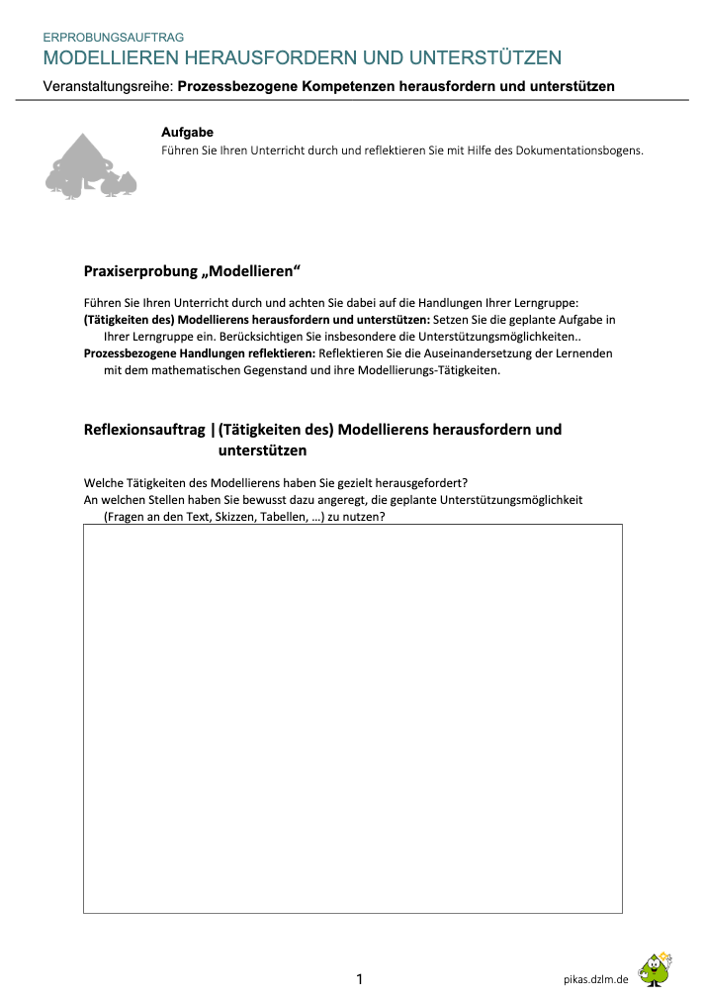 ERPROBUNGSAUFTRAG
MODELLIEREN HERAUSFORDERN UND UNTERSTÜTZEN
Veranstaltungsreihe: Prozessbezogene Kompetenzen herausfordern und unterstützen
Aufgabe
Führen Sie Ihren Unterricht durch und reflektieren Sie mit Hilfe des Dokumentationsbogens.
Praxiserprobung „Modellieren“
Führen Sie Ihren Unterricht durch und achten Sie dabei auf die Handlungen Ihrer Lerngruppe:
(Tätigkeiten des) Modellierens herausfordern und unterstützen: Setzen Sie die geplante Aufgabe in
Ihrer Lerngruppe ein. Berücksichtigen Sie insbesondere die Unterstützungsmöglichkeiten..
Prozessbezogene Handlungen reflektieren: Reflektieren Sie die Auseinandersetzung der Lernenden
mit dem mathematischen Gegenstand und ihre Modellierungs-Tätigkeiten.
Reflexionsauftrag | (Tätigkeiten des) Modellierens herausfordern und
unterstützen
Welche Tätigkeiten des Modellierens haben Sie gezielt herausgefordert?
An welchen Stellen haben Sie bewusst dazu angeregt, die geplante Unterstützungsmöglichkeit
(Fragen an den Text, Skizzen, Tabellen, …) zu nutzen?
1
pikas.dzlm.de